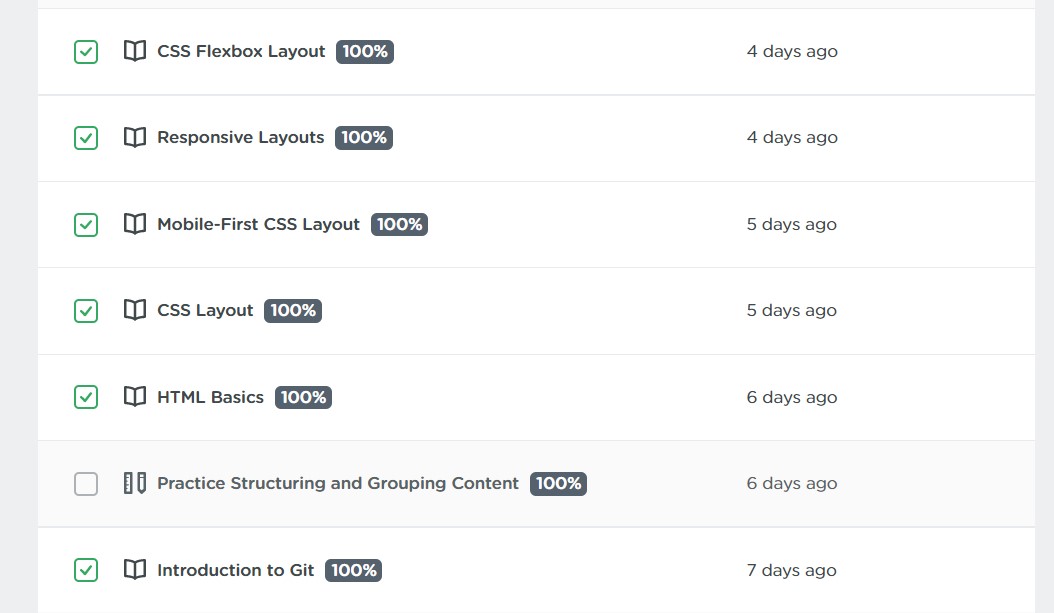 CSS Flexbox Layout 100% 4 days ago
Responsive Layouts 100% 4 days ago
Mobile-First CSS Layout 100% 5 days ago
CSS Layout 100% 5 days ago
HTML Basics 100% 6 days ago
Practice Structuring and Grouping Content 100% 6 days ago
Introduction to Git 100% 7 days ago